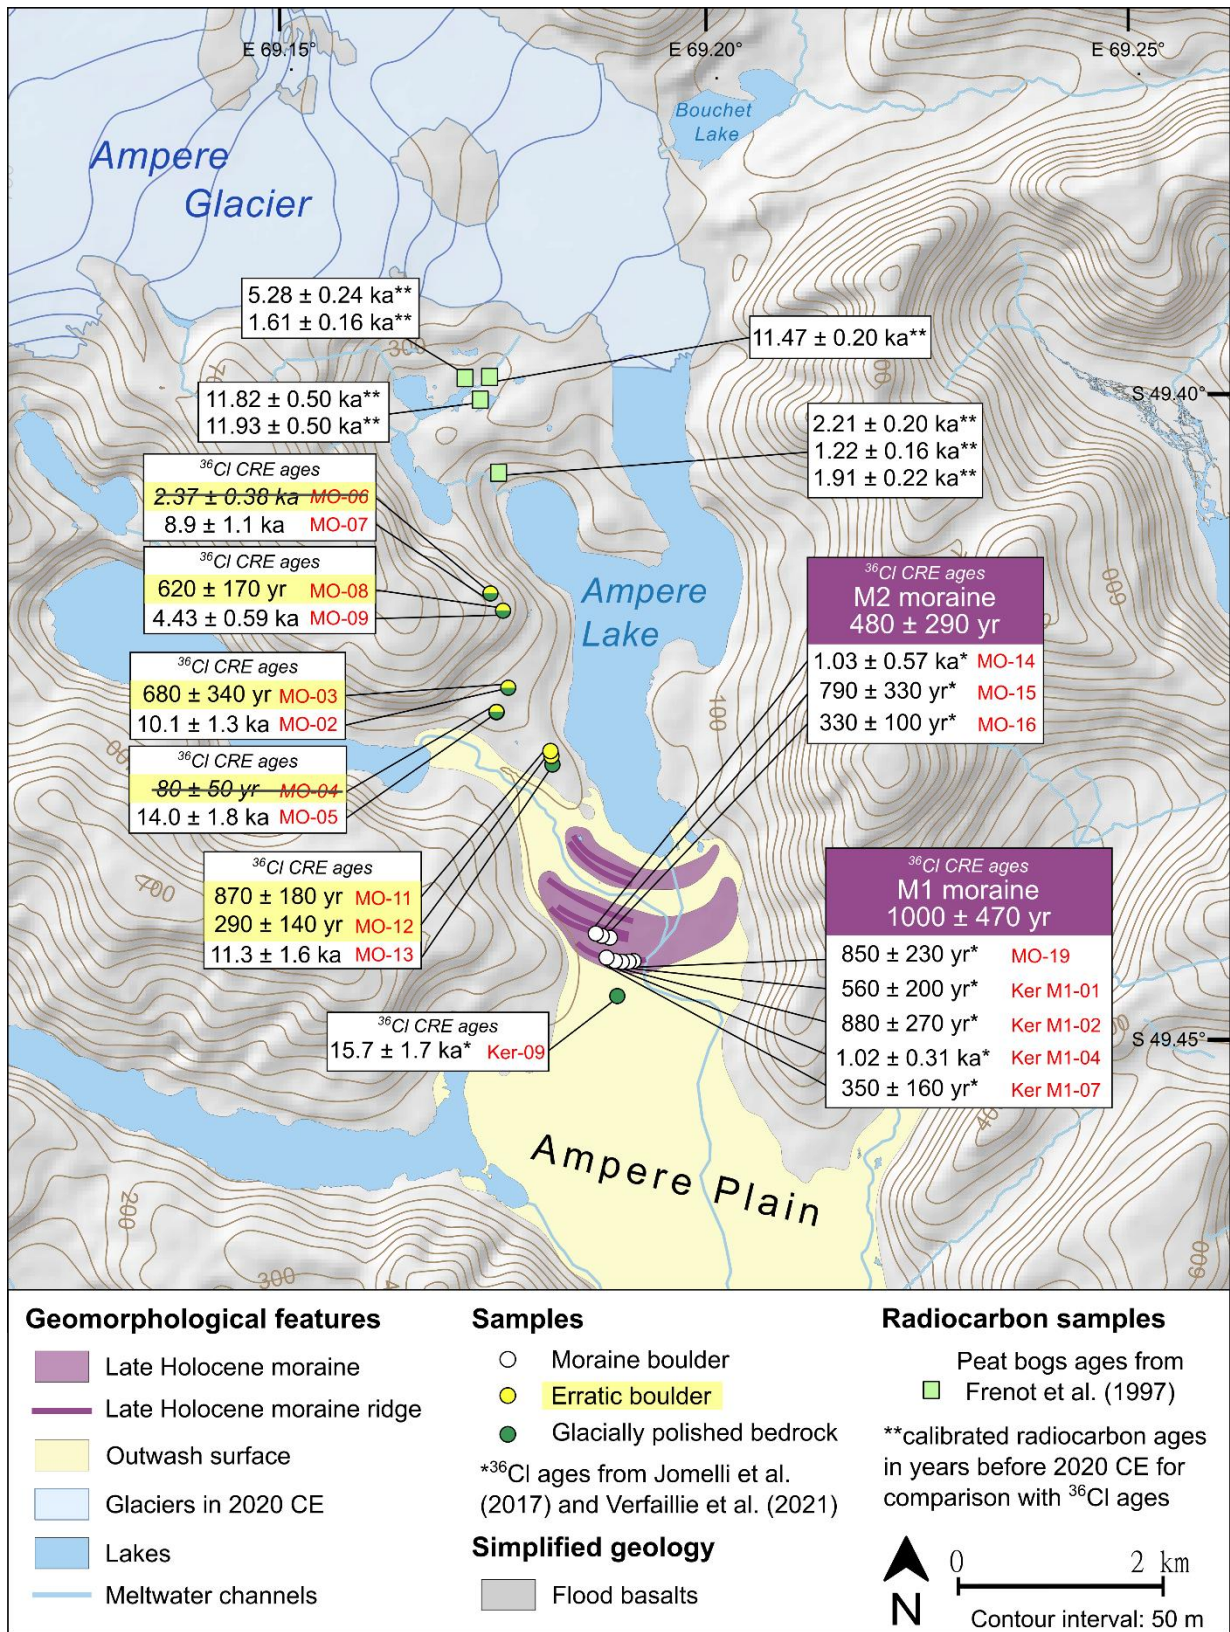 E 69.15°
E 69.20°
E 69.25°
Bouchet
Lake
Ampere
Glacier
5.28 ± 0.24 ka**
1.61 ± 0.16 ka**
300
11.47 ± 0.20 ka**
S 49.40°
11.82 ± 0.50 ka**
11.93 ± 0.50 ka**
2.21 ± 0.20 ka**
1.22 ± 0.16 ka**
1.91 ± 0.22 ka**
³⁶Cl CRE ages
2.37 ± 0.38 ka MO-06
8.9 ± 1.1 ka MO-07
³⁶Cl CRE ages
620 ± 170 yr MO-08
4.43 ± 0.59 ka MO-09
Ampere
Lake
600
³⁶Cl CRE ages
M2 moraine
480 ± 290 yr
1.03 ± 0.57 ka* MO-14
790 ± 330 yr* MO-15
330 ± 100 yr* MO-16
³⁶Cl CRE ages
680 ± 340 yr MO-03
10.1 ± 1.3 ka MO-02
100
³⁶Cl CRE ages
80 ± 50 yr MO-04
14.0 ± 1.8 ka MO-05
³⁶Cl CRE ages
870 ± 180 yr MO-11
290 ± 140 yr MO-12
11.3 ± 1.6 ka MO-13
700
³⁶Cl CRE ages
M1 moraine
1000 ± 470 yr
850 ± 230 yr* MO-19
560 ± 200 yr* Ker M1-01
880 ± 270 yr* Ker M1-02
1.02 ± 0.31 ka* Ker M1-04
350 ± 160 yr* Ker M1-07
³⁶Cl CRE ages
15.7 ± 1.7 ka* Ker-09
S 49.45°
Ampere Plain
200
300
600
Geomorphological features
Late Holocene moraine
Late Holocene moraine ridge
Outwash surface
Glaciers in 2020 CE
Lakes
Meltwater channels
Samples
Moraine boulder
Erratic boulder
Glacially polished bedrock
*³⁶Cl ages from Jomelli et al.
(2017) and Verfaillie et al. (2021)
Simplified geology
Flood basalts
Radiocarbon samples
Peat bogs ages from
Frenot et al. (1997)
**calibrated radiocarbon ages
in years before 2020 CE for
comparison with ³⁶Cl ages
N
0 2 km
Contour interval: 50 m